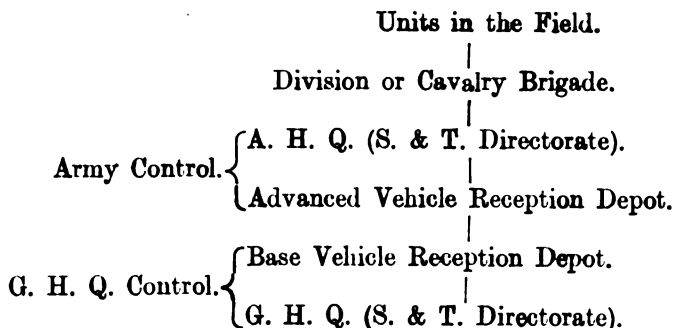 Units in the Field.
Division or Cavalry Brigade.
A. H. Q. (S. & T. Directorate).
Army Control.
Advanced Vehicle Reception Depot.
Base Vehicle Reception Depot.
G. H. Q. Control.
G. H. Q. (S. & T. Directorate).